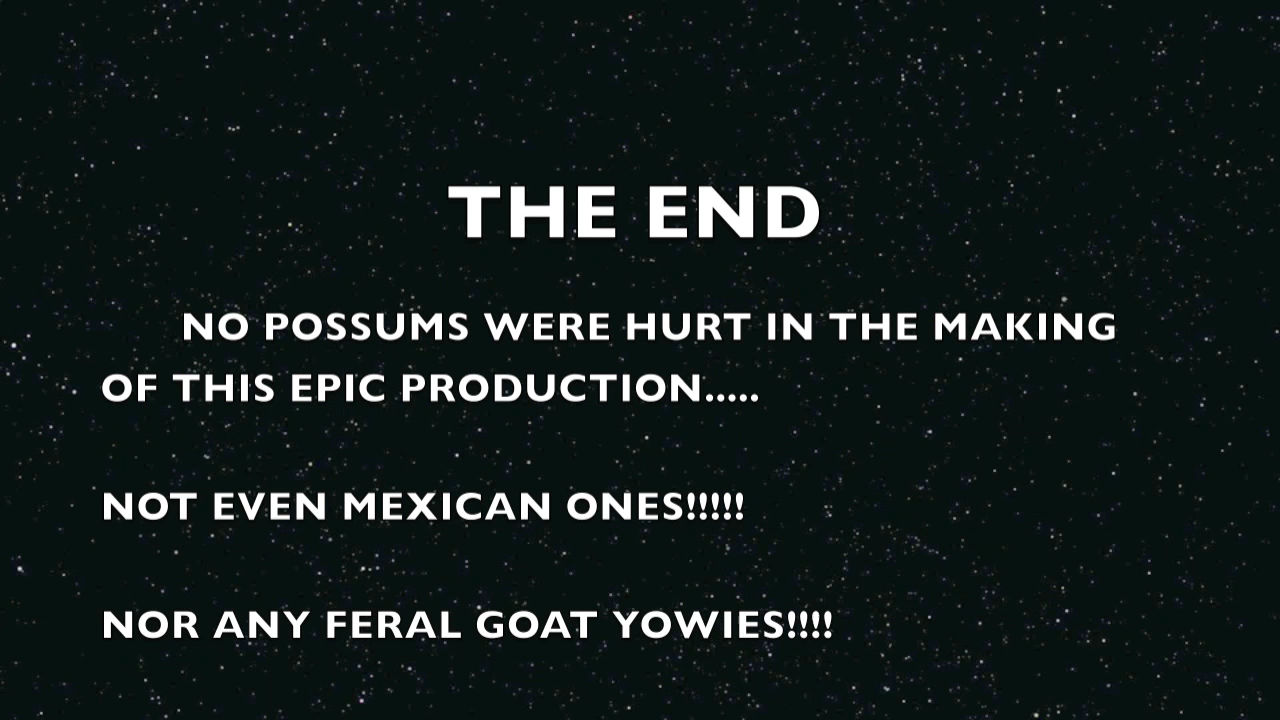 THE END
NO POSSUMS WERE HURT IN THE MAKING
OF THIS EPIC PRODUCTION.....
NOT EVEN MEXICAN ONES!!!!!
NOR ANY FERAL GOAT YOWIES!!!!